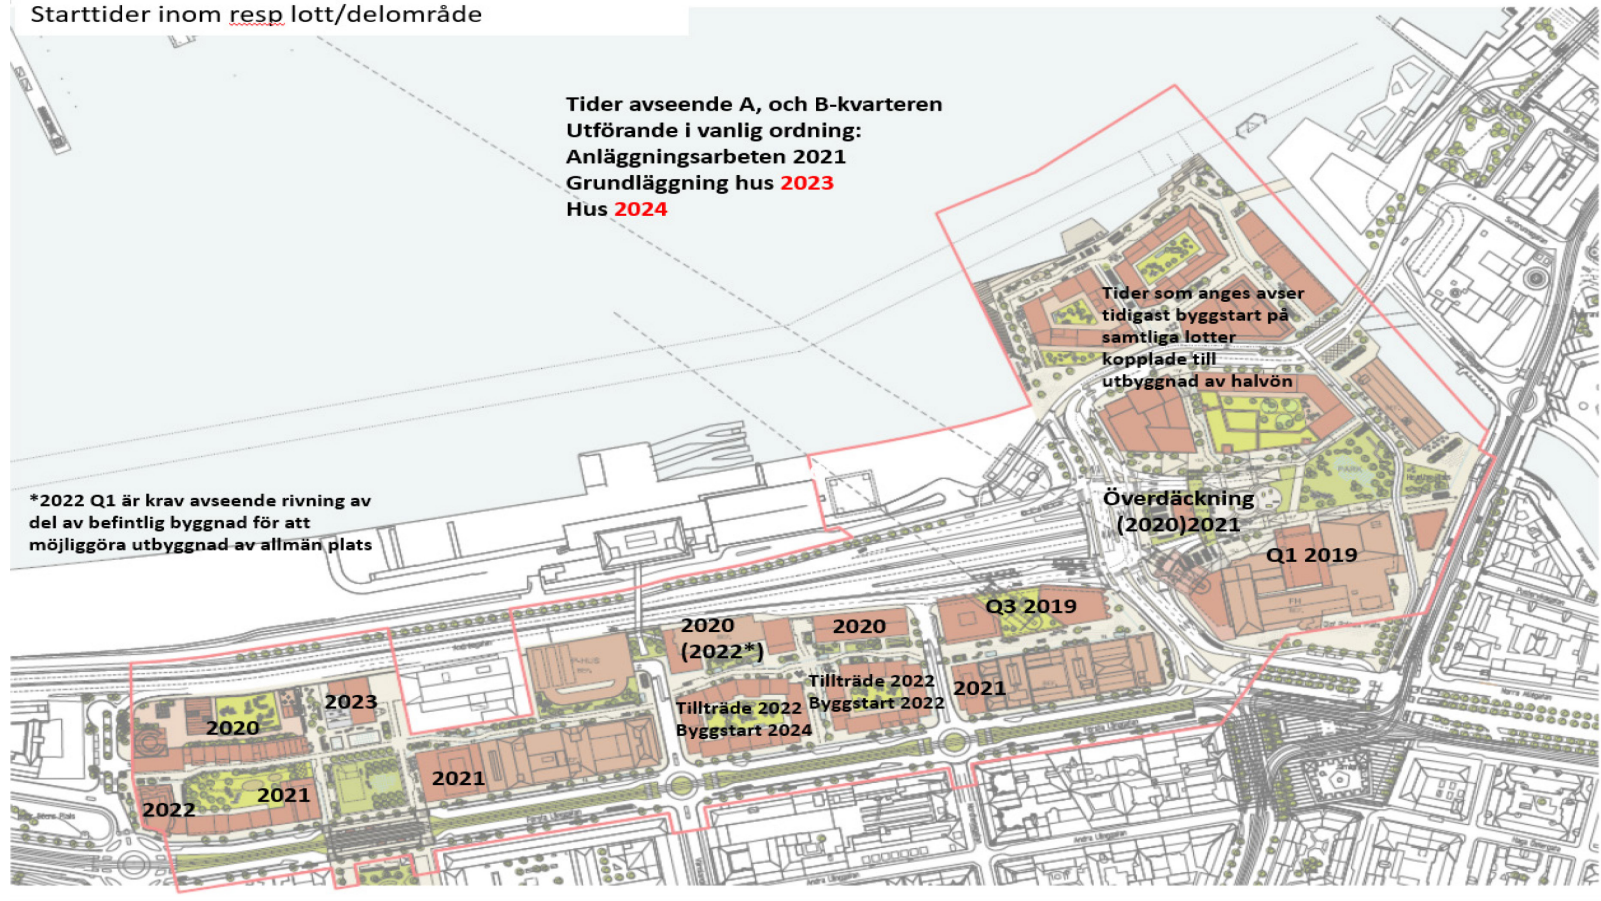 Starttider inom resp lott/delområde
Tider avseende A, och B-kvarteren
Utförande i vanlig ordning:
Anläggningsarbeten 2021
Grundläggning hus 2023
Hus 2024
Tider som anges avser
tidigast byggstart på
samtliga lotter
kopplade till
utbyggnad av halvön
*2022 Q1 är krav avseende rivning av
del av befintlig byggnad för att
möjliggöra utbyggnad av allmän plats
PARK
Överdäckning
(2020)2021
Q1 2019
Q3 2019
2020
(2022*)
2020
P-HUS
Tillträde 2022
Byggstart 2022
2021
Tillträde 2022
Byggstart 2024
2023
2020
2021
2021
2022